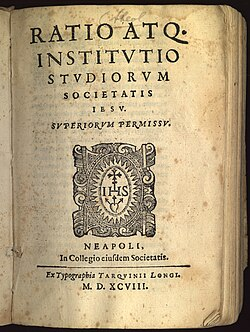 RATIO ATQ.
INSTITVTIO
STVDIORVM
SOCIETATIS
IESV.
SVPERIORVM PERMISSV.
IHS
NEAPOLI,
In Collegio eiusdem Societatis.
Ex Typographia TARQVINII LONGI.
M. D. XCVIII.